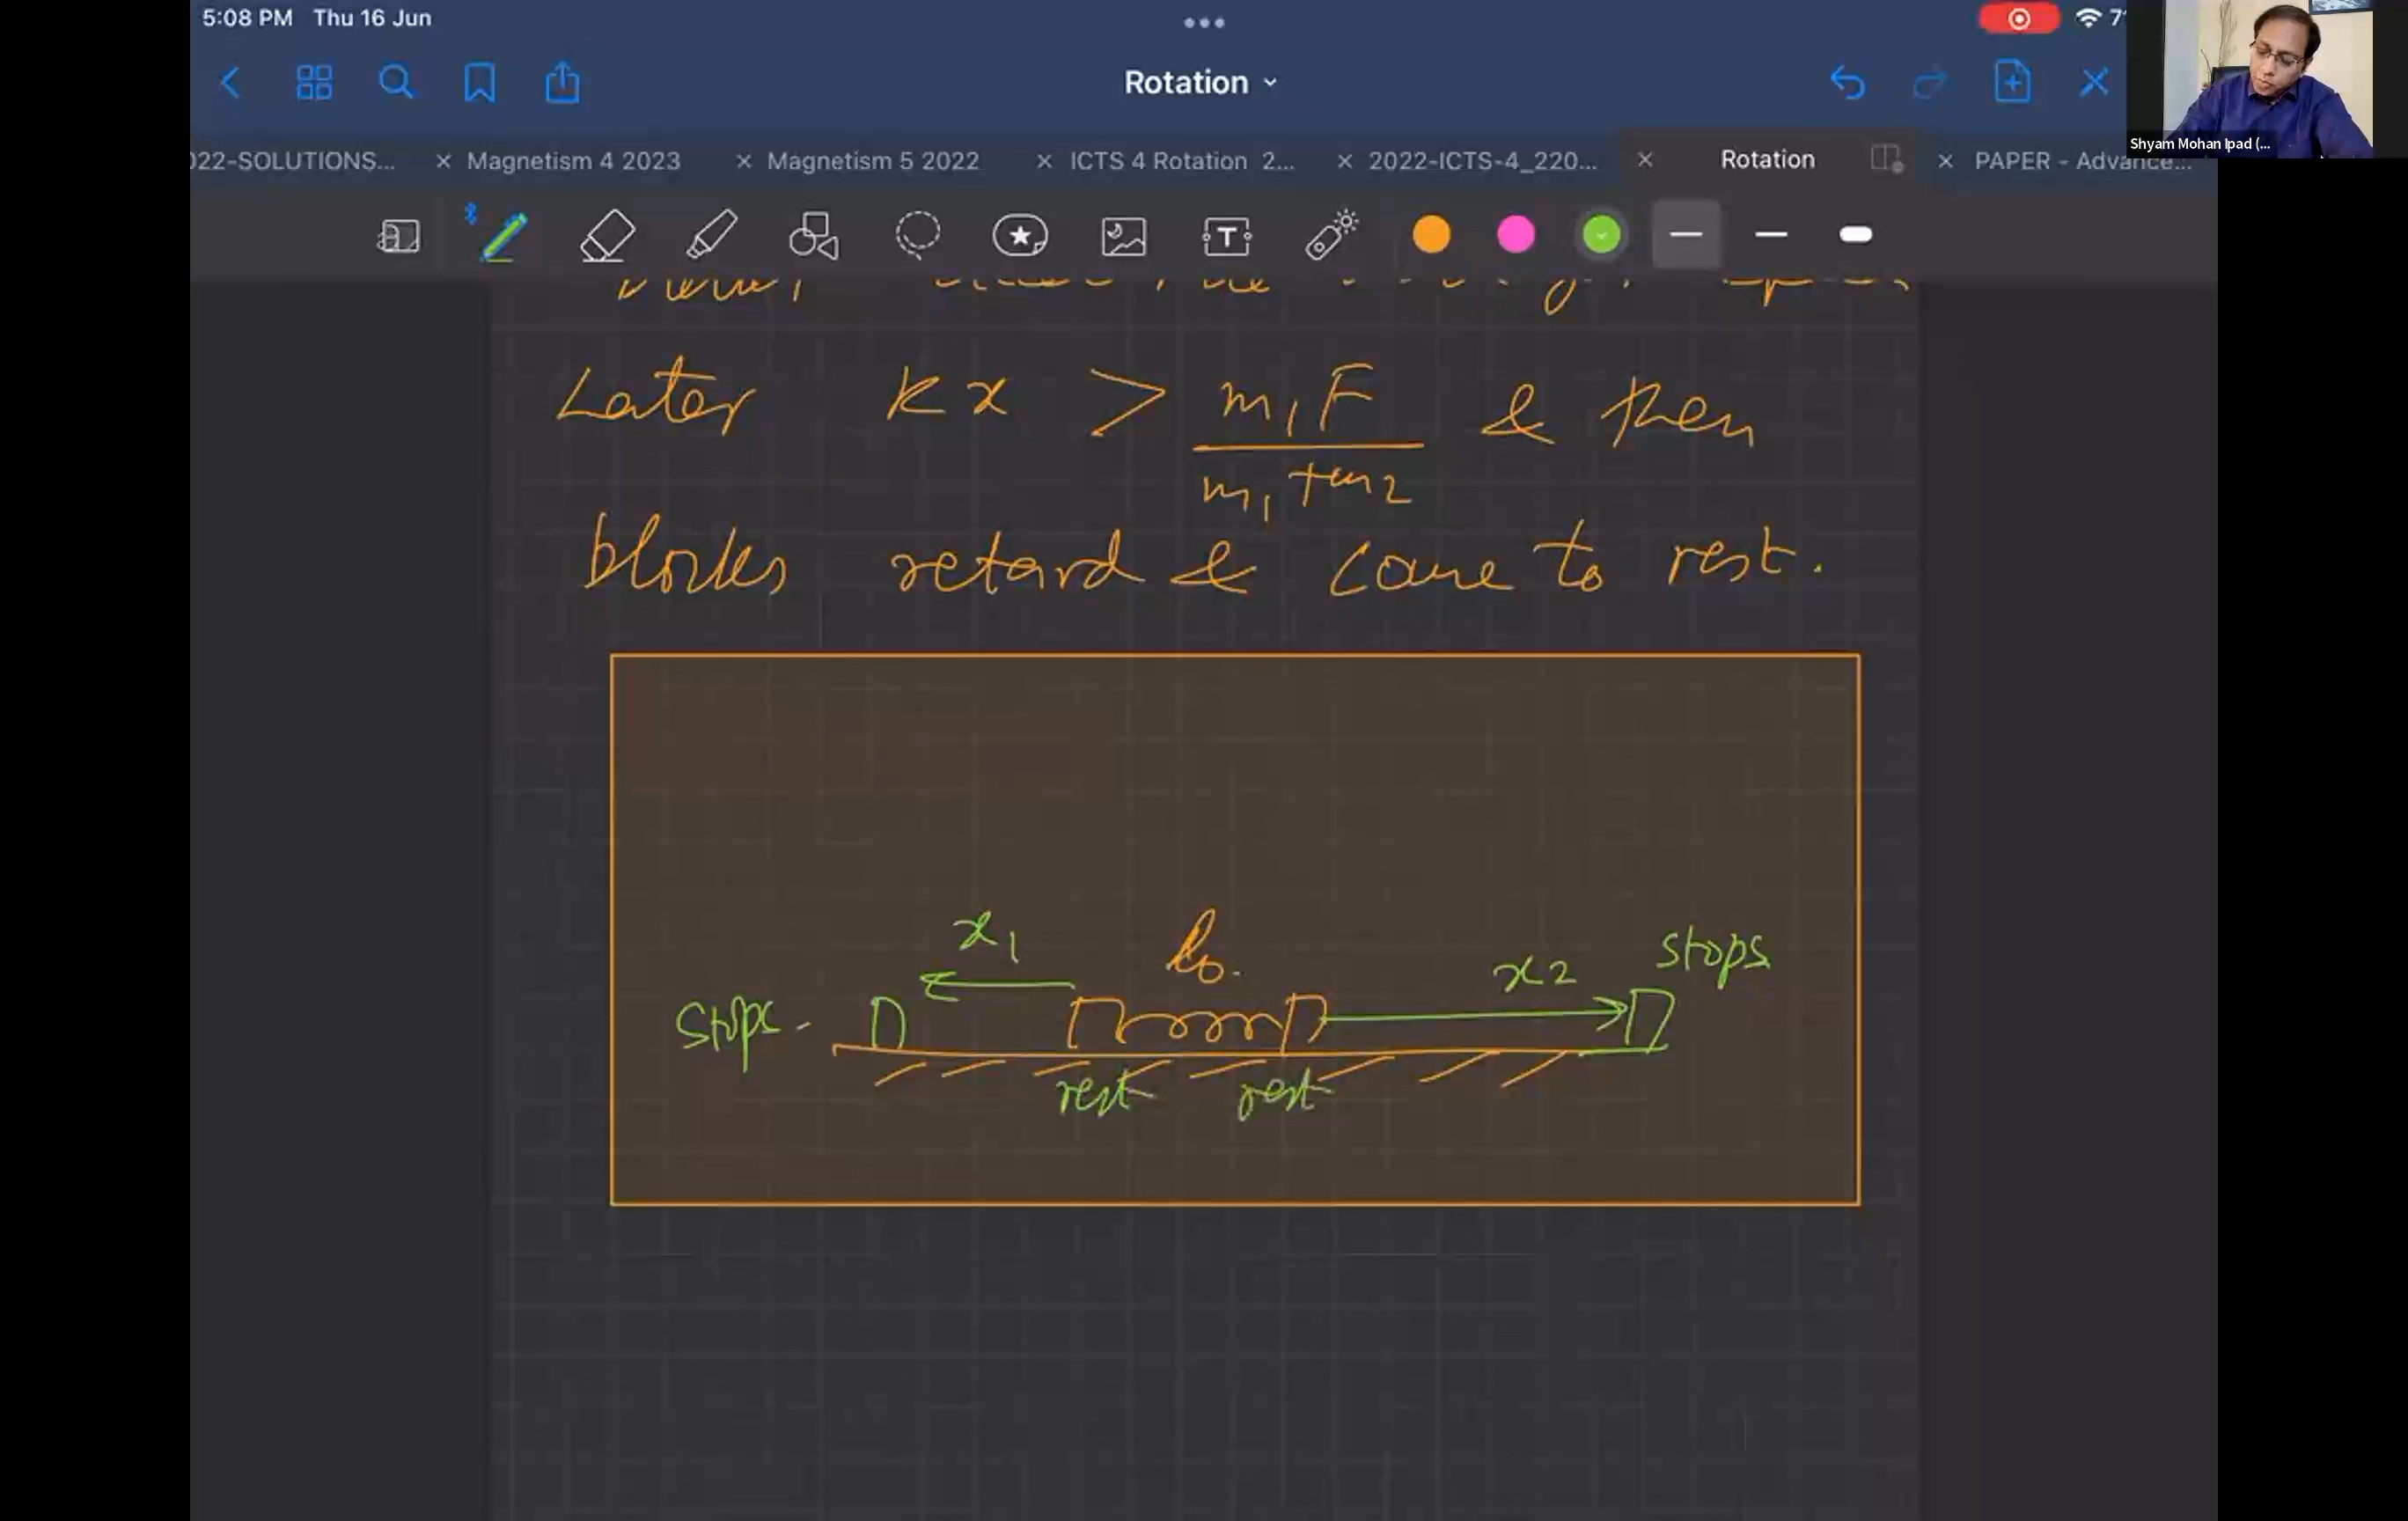 5:08 PM Thu 16 Jun
7
Rotation
Shyam Mohan Ipad (...
022-SOLUTIONS... Magnetism 4 2023 Magnetism 5 2022 ICTS 4 Rotation 2... 2022-ICTS-4_220... Rotation PAPER - Advance...
T
Later kx > m1F & then
m1+m2
blocks retard & come to rest.
x1 l0. x2 stops
stops
rest rest